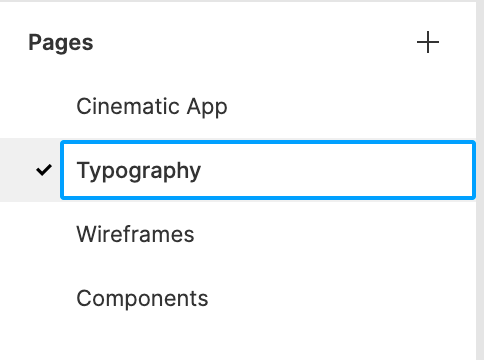 Pages
Cinematic App
Typography
Wireframes
Components